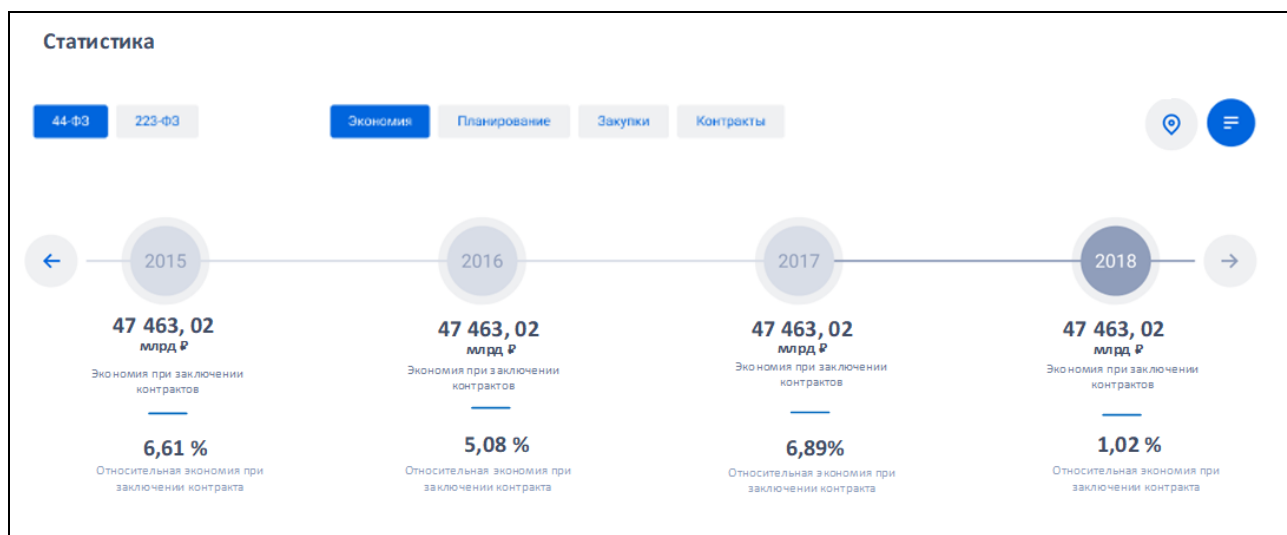 Статистика
44-ФЗ 223-ФЗ Экономия Планирование Закупки Контракты
2015 2016 2017 2018
47 463, 02 47 463, 02 47 463, 02 47 463, 02
млрд ₽ млрд ₽ млрд ₽ млрд ₽
Экономия при заключении Экономия при заключении Экономия при заключении Экономия при заключении
контрактов контрактов контрактов контрактов
6,61 % 5,08 % 6,89% 1,02 %
Относительная экономия при Относительная экономия при Относительная экономия при Относительная экономия при
заключении контракта заключении контракта заключении контракта заключении контракта